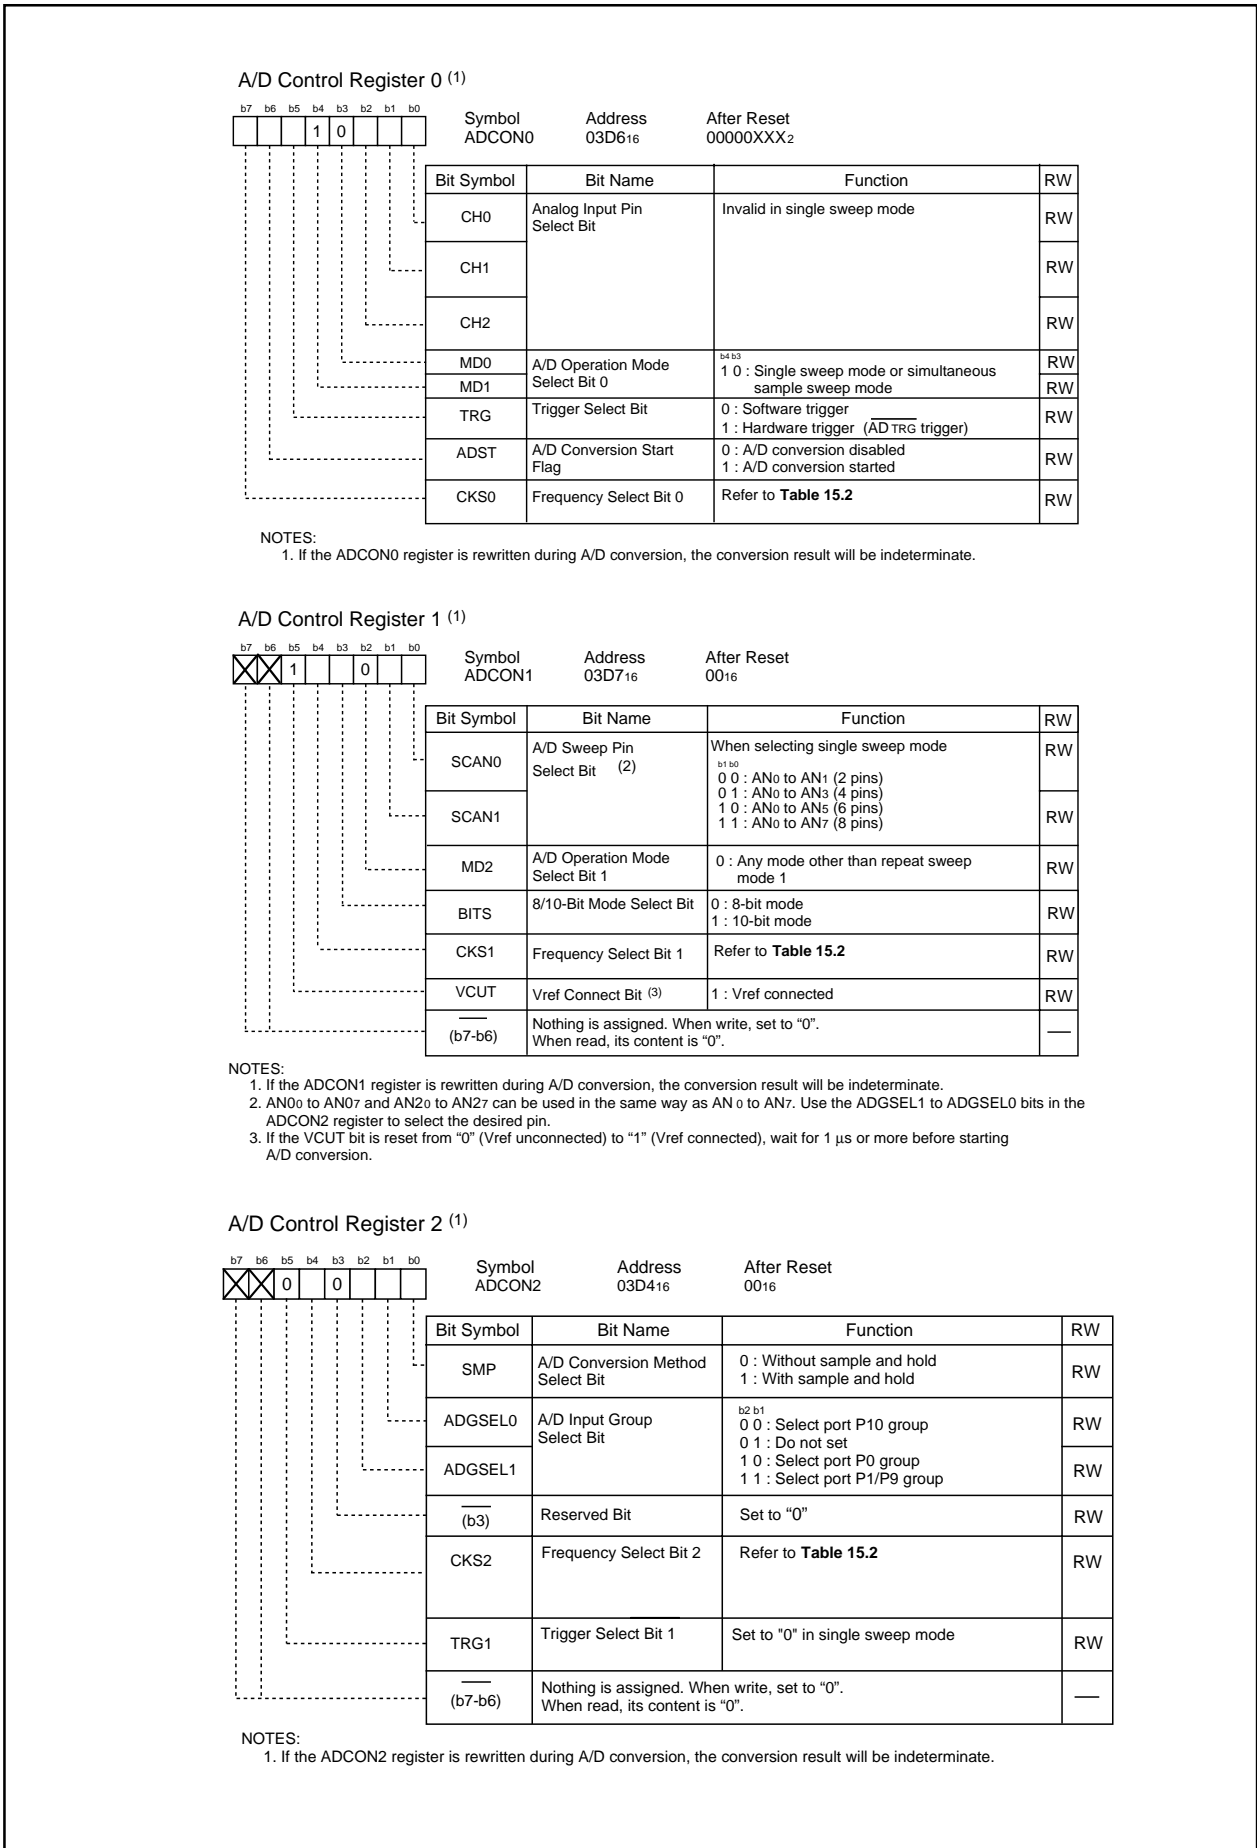 A/D Control Register 0 (1)
b7 b6 b5 b4 b3 b2 b1 b0
1 0
Symbol Address After Reset
ADCON0 03D616 00000XXX2
Bit Symbol Bit Name Function RW
CH0 Analog Input Pin Select Bit Invalid in single sweep mode RW
CH1 RW
CH2 RW
MD0 A/D Operation Mode Select Bit 0 b4 b3 RW
1 0 : Single sweep mode or simultaneous
sample sweep mode
MD1 RW
TRG Trigger Select Bit 0 : Software trigger RW
1 : Hardware trigger (ADTRG trigger)
ADST A/D Conversion Start Flag 0 : A/D conversion disabled RW
1 : A/D conversion started
CKS0 Frequency Select Bit 0 Refer to Table 15.2 RW
NOTES:
1. If the ADCON0 register is rewritten during A/D conversion, the conversion result will be indeterminate.
A/D Control Register 1 (1)
b7 b6 b5 b4 b3 b2 b1 b0
1 0
Symbol Address After Reset
ADCON1 03D716 0016
Bit Symbol Bit Name Function RW
SCAN0 A/D Sweep Pin Select Bit (2) When selecting single sweep mode RW
b1 b0
0 0 : AN0 to AN1 (2 pins)
0 1 : AN0 to AN3 (4 pins)
1 0 : AN0 to AN5 (6 pins)
1 1 : AN0 to AN7 (8 pins)
SCAN1 RW
MD2 A/D Operation Mode Select Bit 1 0 : Any mode other than repeat sweep RW
mode 1
BITS 8/10-Bit Mode Select Bit 0 : 8-bit mode RW
1 : 10-bit mode
CKS1 Frequency Select Bit 1 Refer to Table 15.2 RW
VCUT Vref Connect Bit (3) 1 : Vref connected RW
(b7-b6) Nothing is assigned. When write, set to “0”.
When read, its content is “0”.
NOTES:
1. If the ADCON1 register is rewritten during A/D conversion, the conversion result will be indeterminate.
2. AN00 to AN07 and AN20 to AN27 can be used in the same way as AN 0 to AN7. Use the ADGSEL1 to ADGSEL0 bits in the
ADCON2 register to select the desired pin.
3. If the VCUT bit is reset from “0” (Vref unconnected) to “1” (Vref connected), wait for 1 μs or more before starting
A/D conversion.
A/D Control Register 2 (1)
b7 b6 b5 b4 b3 b2 b1 b0
0 0
Symbol Address After Reset
ADCON2 03D416 0016
Bit Symbol Bit Name Function RW
SMP A/D Conversion Method Select Bit 0 : Without sample and hold RW
1 : With sample and hold
ADGSEL0 A/D Input Group Select Bit b2 b1 RW
0 0 : Select port P10 group
0 1 : Do not set
1 0 : Select port P0 group
1 1 : Select port P1/P9 group
ADGSEL1 RW
(b3) Reserved Bit Set to “0” RW
CKS2 Frequency Select Bit 2 Refer to Table 15.2 RW
TRG1 Trigger Select Bit 1 Set to "0" in single sweep mode RW
(b7-b6) Nothing is assigned. When write, set to “0”.
When read, its content is “0”.
NOTES:
1. If the ADCON2 register is rewritten during A/D conversion, the conversion result will be indeterminate.